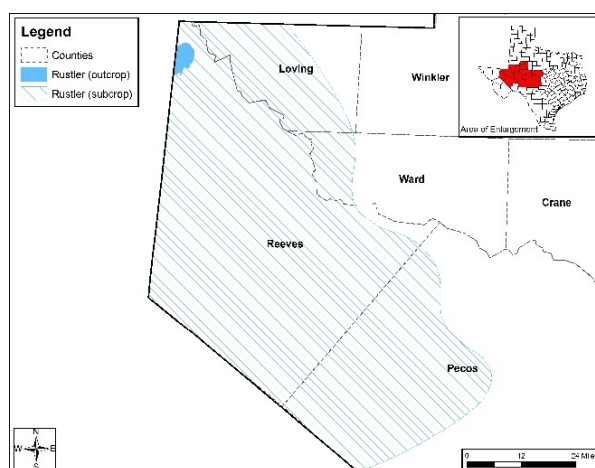 Legend
Counties
Rustler (outcrop)
Rustler (subcrop)
Loving
Winkler
Area of Enlargement
Ward
Crane
Reeves
Pecos
N
W E
S
0 12 24 Miles